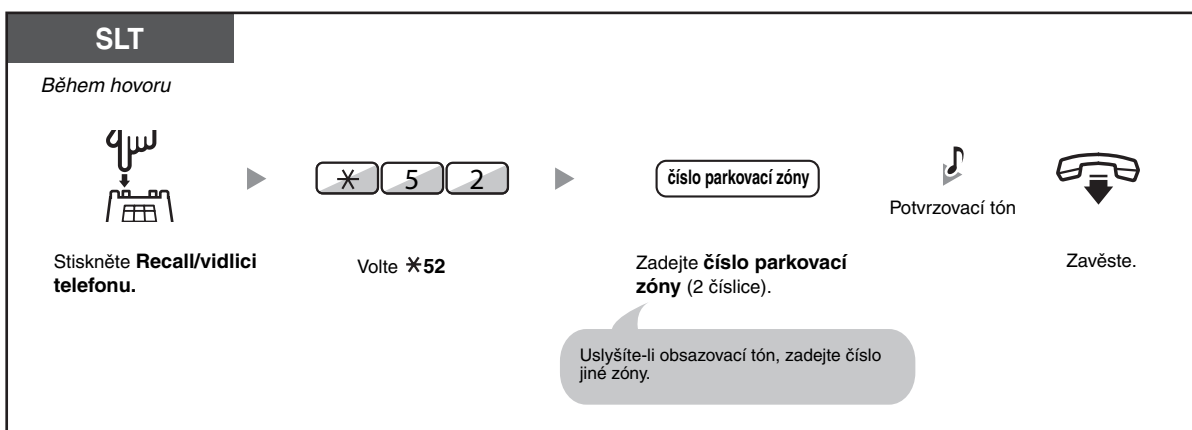 SLT
Během hovoru
✳ 5 2
číslo parkovací zóny
Potvrzovací tón
Stiskněte Recall/vidlici
telefonu.
Volte ✳52
Zadejte číslo parkovací
zóny (2 číslice).
Zavěste.
Uslyšíte-li obsazovací tón, zadejte číslo
jiné zóny.